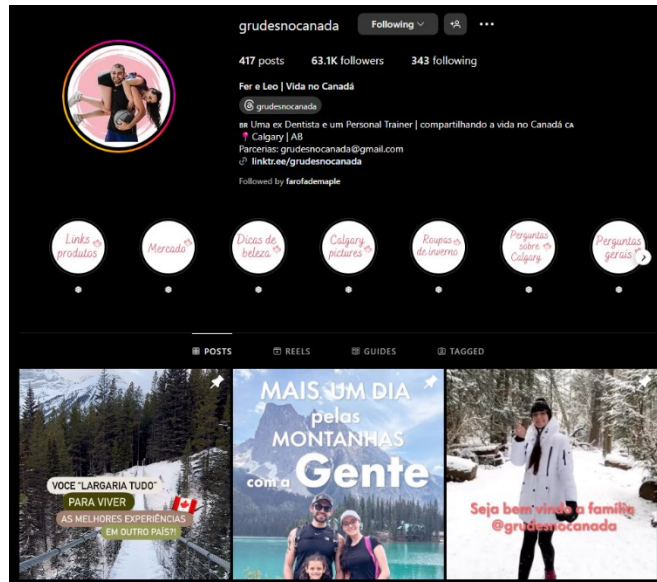 grudesnocanada Following
417 posts 63.1K followers 343 following
Fer e Leo | Vida no Canadá
grudesnocanada
BR Uma ex Dentista e um Personal Trainer | compartilhando a vida no Canadá CA
Calgary | AB
Parcerias: grudesnocanada@gmail.com
linktr.ee/grudesnocanada
Followed by farofademaple
Links
produtos
Mercado
Dicas de
beleza
Calgary
pictures
Roupas
de inverno
Perguntas
sobre
Calgary
Perguntas
gerais
POSTS REELS GUIDES TAGGED
VOCE "LARGARIA TUDO"
PARA VIVER
AS MELHORES EXPERIÊNCIAS
EM OUTRO PAÍS?!
MAIS UM DIA
pelas
MONTANHAS
com a Gente
Seja bem vindo a família
@grudesnocanada